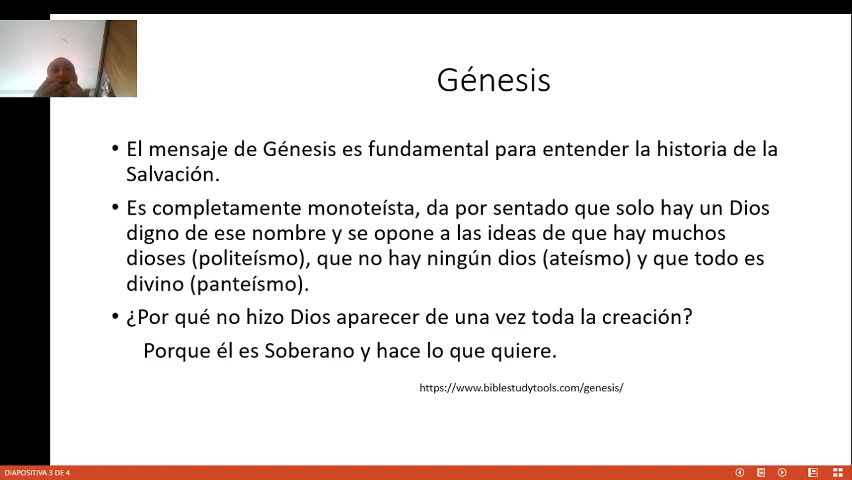 Génesis
• El mensaje de Génesis es fundamental para entender la historia de la
Salvación.
• Es completamente monoteísta, da por sentado que solo hay un Dios
digno de ese nombre y se opone a las ideas de que hay muchos
dioses (politeísmo), que no hay ningún dios (ateísmo) y que todo es
divino (panteísmo).
• ¿Por qué no hizo Dios aparecer de una vez toda la creación?
Porque él es Soberano y hace lo que quiere.
https://www.biblestudytools.com/genesis/
DIAPOSITIVA 3 DE 4